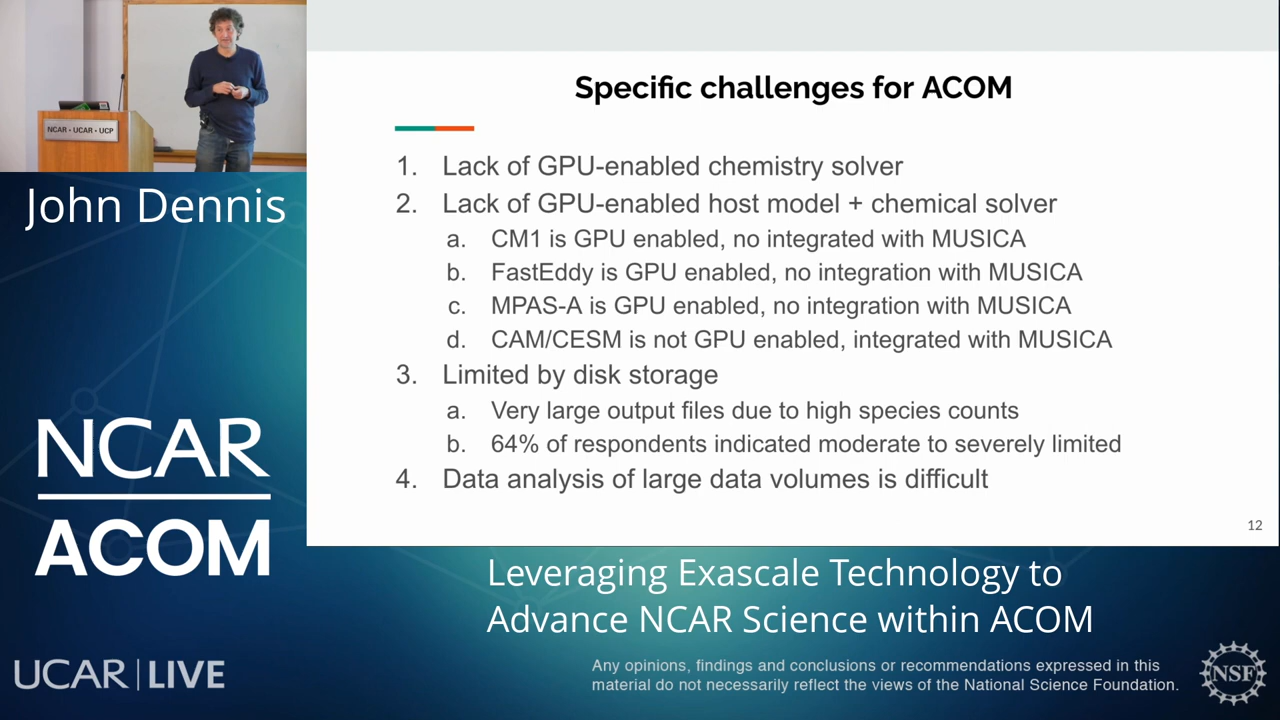 NCAR • UCAR • UCP
John Dennis
NCAR
ACOM
UCAR | LIVE
Specific challenges for ACOM
1. Lack of GPU-enabled chemistry solver
2. Lack of GPU-enabled host model + chemical solver
a. CM1 is GPU enabled, no integrated with MUSICA
b. FastEddy is GPU enabled, no integration with MUSICA
c. MPAS-A is GPU enabled, no integration with MUSICA
d. CAM/CESM is not GPU enabled, integrated with MUSICA
3. Limited by disk storage
a. Very large output files due to high species counts
b. 64% of respondents indicated moderate to severely limited
4. Data analysis of large data volumes is difficult
12
Leveraging Exascale Technology to
Advance NCAR Science within ACOM
Any opinions, findings and conclusions or recommendations expressed in this
material do not necessarily reflect the views of the National Science Foundation.
NSF